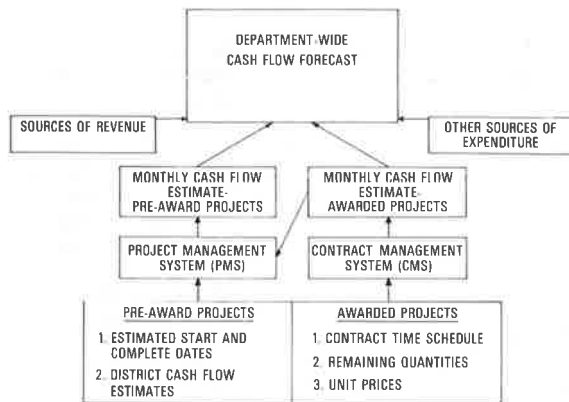 DEPARTMENT-WIDE
CASH FLOW FORECAST
SOURCES OF REVENUE
OTHER SOURCES OF
EXPENDITURE
MONTHLY CASH FLOW
ESTIMATE-
PRE-AWARD PROJECTS
MONTHLY CASH FLOW
ESTIMATE-
AWARDED PROJECTS
PROJECT MANAGEMENT
SYSTEM (PMS)
CONTRACT MANAGEMENT
SYSTEM (CMS)
PRE-AWARD PROJECTS
1. ESTIMATED START AND
COMPLETE DATES
2. DISTRICT CASH FLOW
ESTIMATES
AWARDED PROJECTS
1. CONTRACT TIME SCHEDULE
2. REMAINING QUANTITIES
3. UNIT PRICES